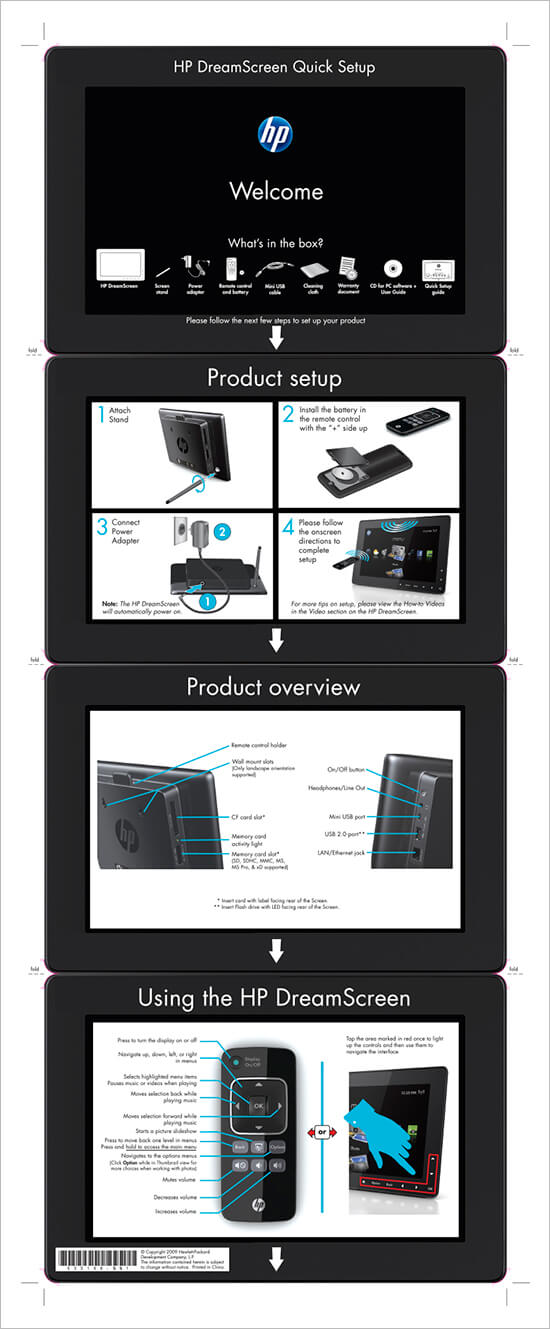 HP DreamScreen Quick Setup
hp
Welcome
What's in the box?
HP DreamScreen
Screen
stand
Power
adapter
Remote control
and battery
Mini USB
cable
Cleaning
cloth
Warranty
document
CD for PC software +
User Guide
Quick Setup
guide
Please follow the next few steps to set up your product
fold
fold
Product setup
1 Attach
Stand
2 Install the battery in
the remote control
with the "+" side up
3 Connect
Power
Adapter
2
1
Note: The HP DreamScreen
will automatically power on.
4 Please follow
the onscreen
directions to
complete
setup
menu
For more tips on setup, please view the How-to Videos
in the Video section on the HP DreamScreen.
fold
fold
Product overview
Remote control holder
Wall mount slots
(Only landscape orientation
supported)
CF card slot*
Memory card
activity light
Memory card slot*
(SD, SDHC, MMC, MS,
MS Pro, & xD supported)
hp
On/Off button
Headphones/Line Out
Mini USB port
USB 2.0 port**
LAN/Ethernet jack
* Insert card with label facing rear of the Screen.
** Insert Flash drive with LED facing rear of the Screen.
fold
fold
Using the HP DreamScreen
Press to turn the display on or off
Navigate up, down, left, or right
in menus
Selects highlighted menu items
Pauses music or videos when playing
Moves selection back while
playing music
Moves selection forward while
playing music
Starts a picture slideshow
Press to move back one level in menus
Press and hold to access the main menu
Navigates to the options menus
(Click Option while in Thumbnail view for
more choices when working with photos)
Mutes volume
Decreases volume
Increases volume
Display
On/Off
OK
Back
Option
hp
or
Tap the area marked in red once to light
up the controls and then use them to
navigate the interface
Option
Back
OK
© Copyright 2009 Hewlett-Packard
Development Company, L.P.
The information contained herein is subject
to change without notice. Printed in China.